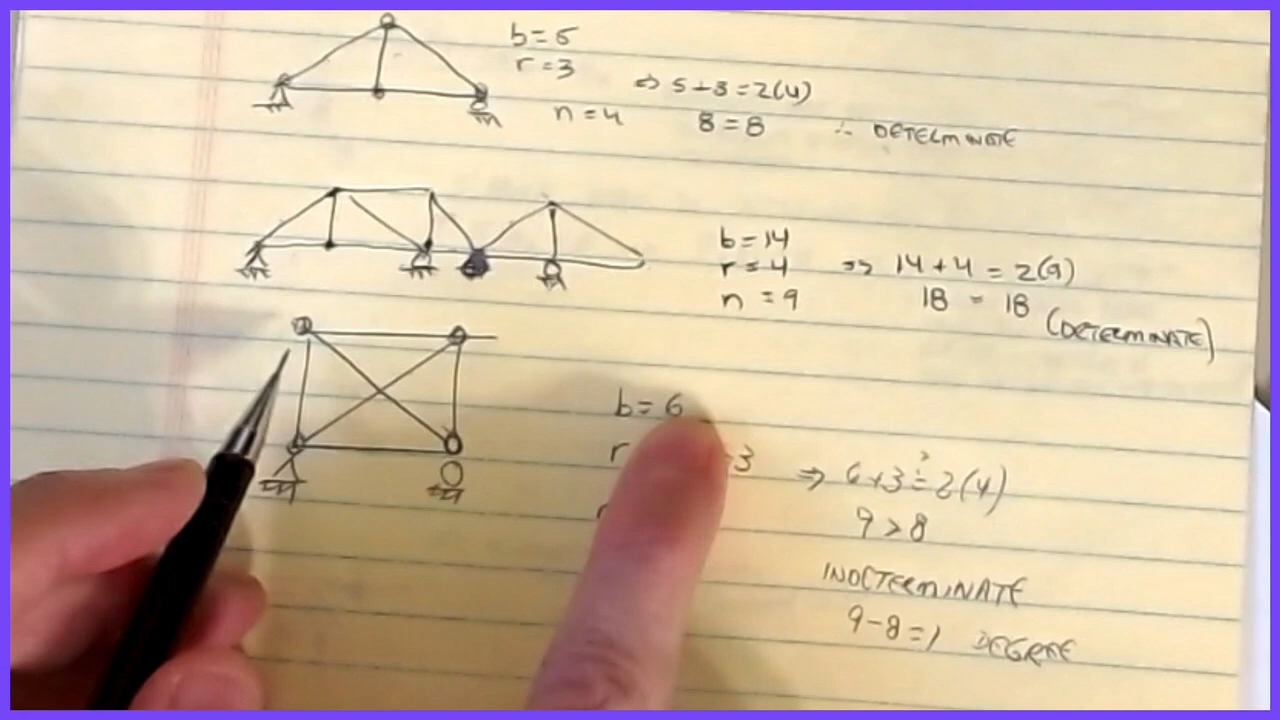 b=5
r=3
n=4
⇒ 5+3=2(4)
8=8 ∴ DETERMINATE
b=14
r=4
n=9
⇒ 14+4=2(9)
18=18 (DETERMINATE)
b=6
r 3
⇒ 6+3≟2(4)
9>8
INDETERMINATE
9-8=1 DEGREE